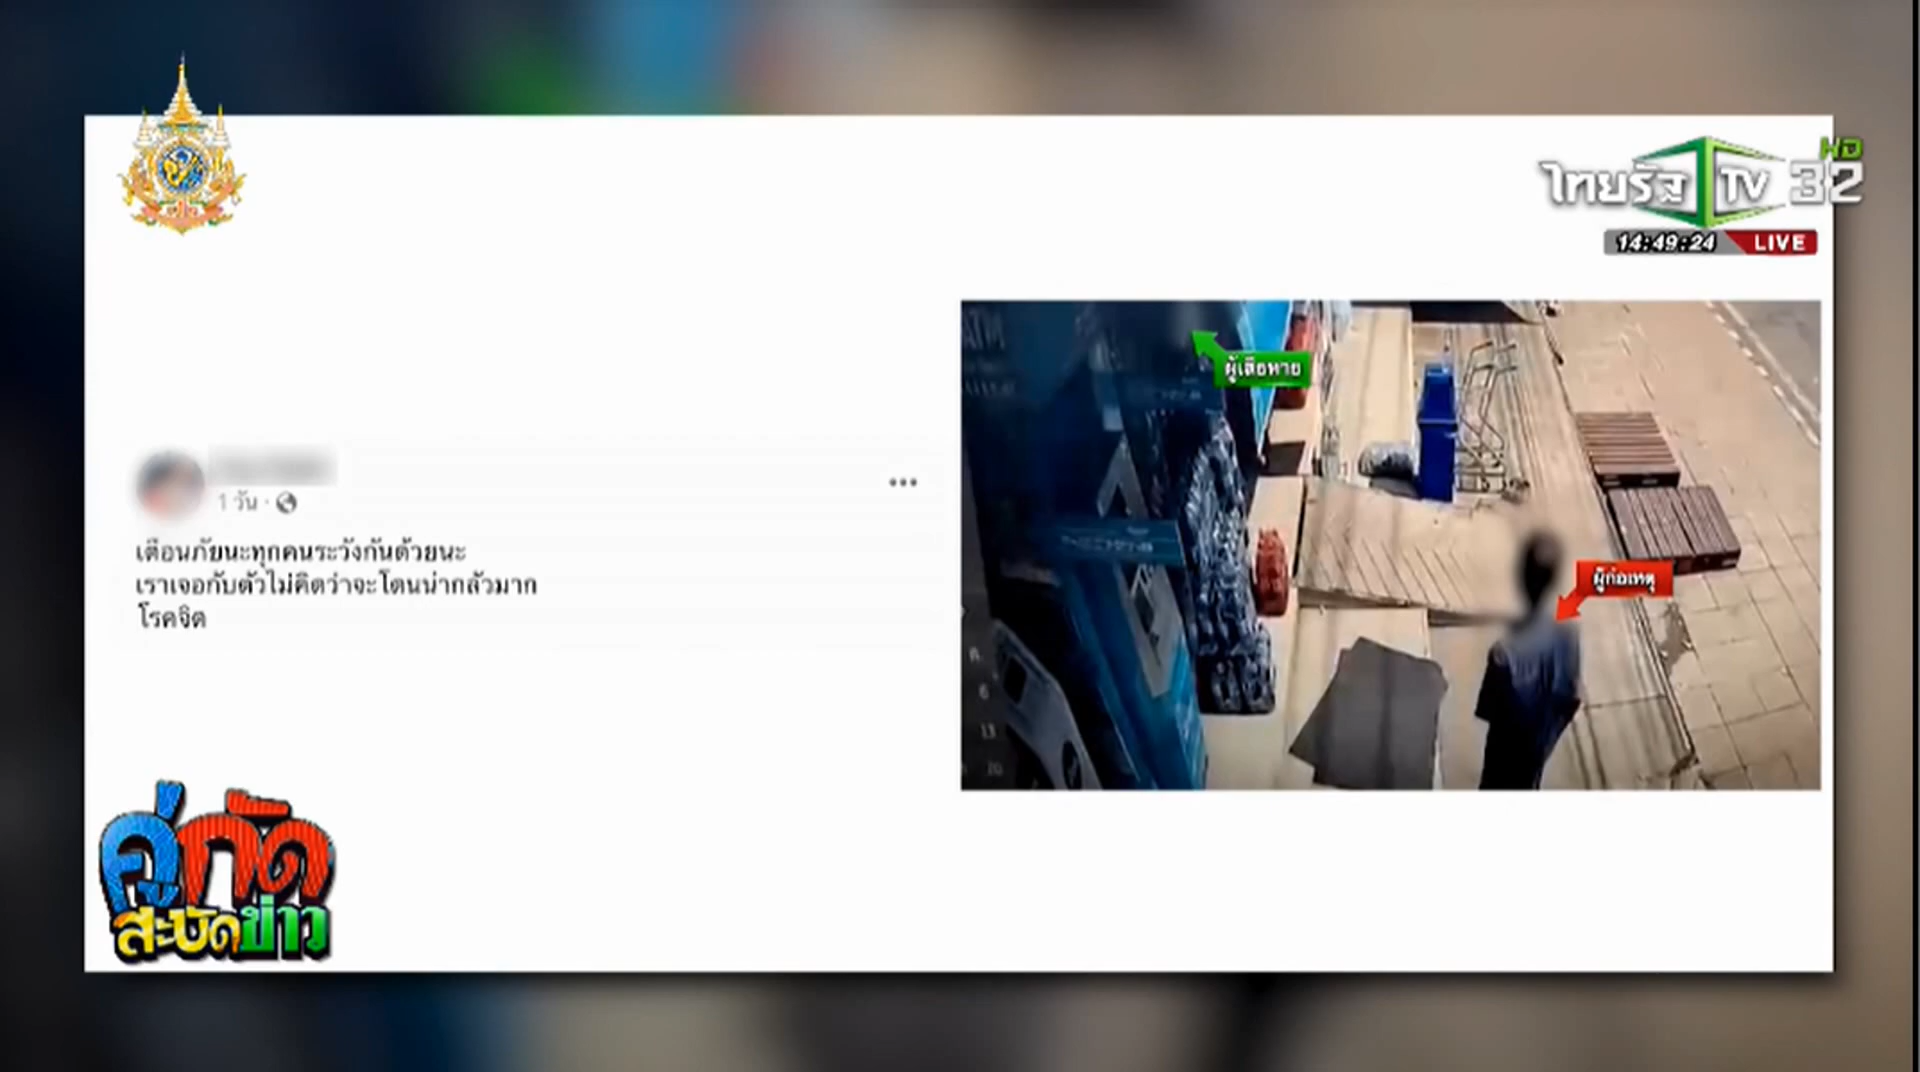 ไทยรัฐ TV HD 32
14:49:24 LIVE
1 วัน
เตือนภัยนะทุกคนระวังกันด้วยนะ
เราเจอกับตัวไม่คิดว่าจะโดนน่ากลัวมาก
โรคจิต
ผู้เสียหาย
ผู้ก่อเหตุ
6
13
20
คู่กัด
สะบัดข่าว